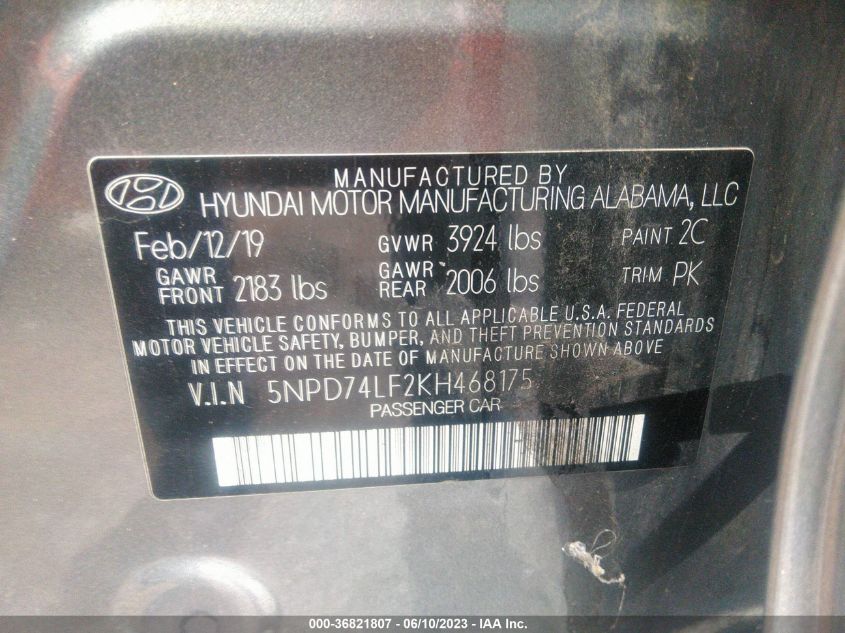 MANUFACTURED BY
HYUNDAI MOTOR MANUFACTURING ALABAMA, LLC
Feb/12/19 GVWR 3924 lbs PAINT 2C
GAWR FRONT 2183 lbs GAWR REAR 2006 lbs TRIM PK
THIS VEHICLE CONFORMS TO ALL APPLICABLE U.S.A. FEDERAL
MOTOR VEHICLE SAFETY, BUMPER, AND THEFT PREVENTION STANDARDS
IN EFFECT ON THE DATE OF MANUFACTURE SHOWN ABOVE
V.I.N 5NPD74LF2KH468175
PASSENGER CAR
000-36821807 - 06/10/2023 - © IAA Inc.